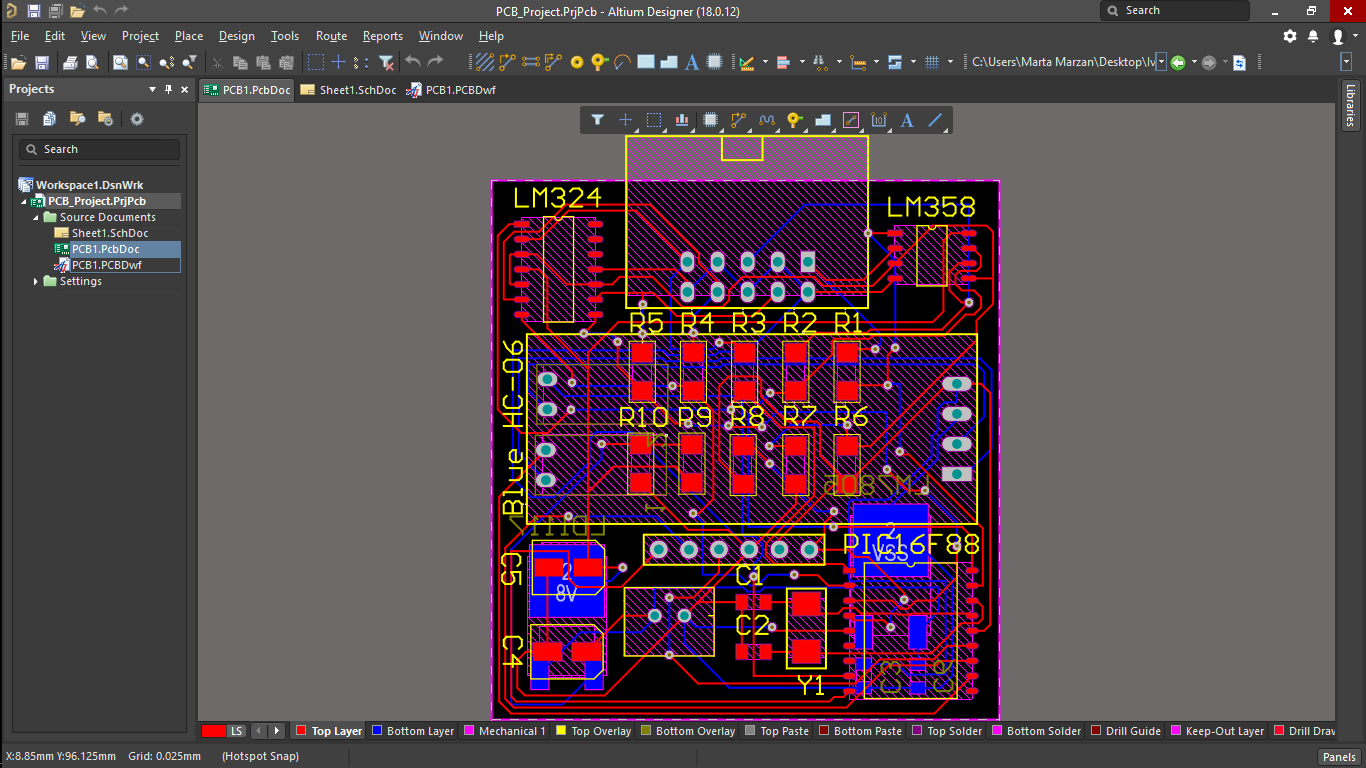 PCB_Project.PrjPcb - Altium Designer (18.0.12)
Search
File Edit View Project Place Design Tools Route Reports Window Help
C:\Users\Marta Marzan\Desktop\Iv
Projects
PCB1.PcbDoc Sheet1.SchDoc PCB1.PCBDwf
Libraries
Search
Workspace1.DsnWrk
PCB_Project.PrjPcb
Source Documents
Sheet1.SchDoc
PCB1.PcbDoc
PCB1.PCBDwf
Settings
LM324
LM358
R5 R4 R3 R2 R1
Blue HC-06
R10 R9 R8 R7 R6
PIC16F88
2
VSS
C5
2
8V
C1
C2
C4
Y1
LS Top Layer Bottom Layer Mechanical 1 Top Overlay Bottom Overlay Top Paste Bottom Paste Top Solder Bottom Solder Drill Guide Keep-Out Layer Drill Draw
X:8.85mm Y:96.125mm Grid: 0.025mm (Hotspot Snap)
Panels